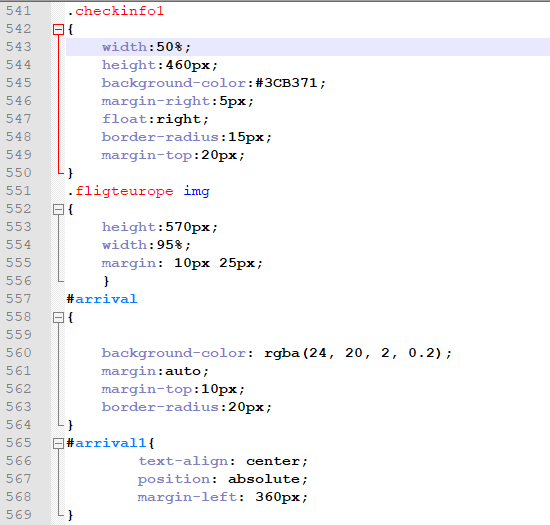 541 .checkinfo1
542 {
543 width:50%;
544 height:460px;
545 background-color:#3CB371;
546 margin-right:5px;
547 float:right;
548 border-radius:15px;
549 margin-top:20px;
550 }
551 .fligteurope img
552 {
553 height:570px;
554 width:95%;
555 margin: 10px 25px;
556 }
557 #arrival
558 {
559
560 background-color: rgba(24, 20, 2, 0.2);
561 margin:auto;
562 margin-top:10px;
563 border-radius:20px;
564 }
565 #arrival1{
566 text-align: center;
567 position: absolute;
568 margin-left: 360px;
569 }